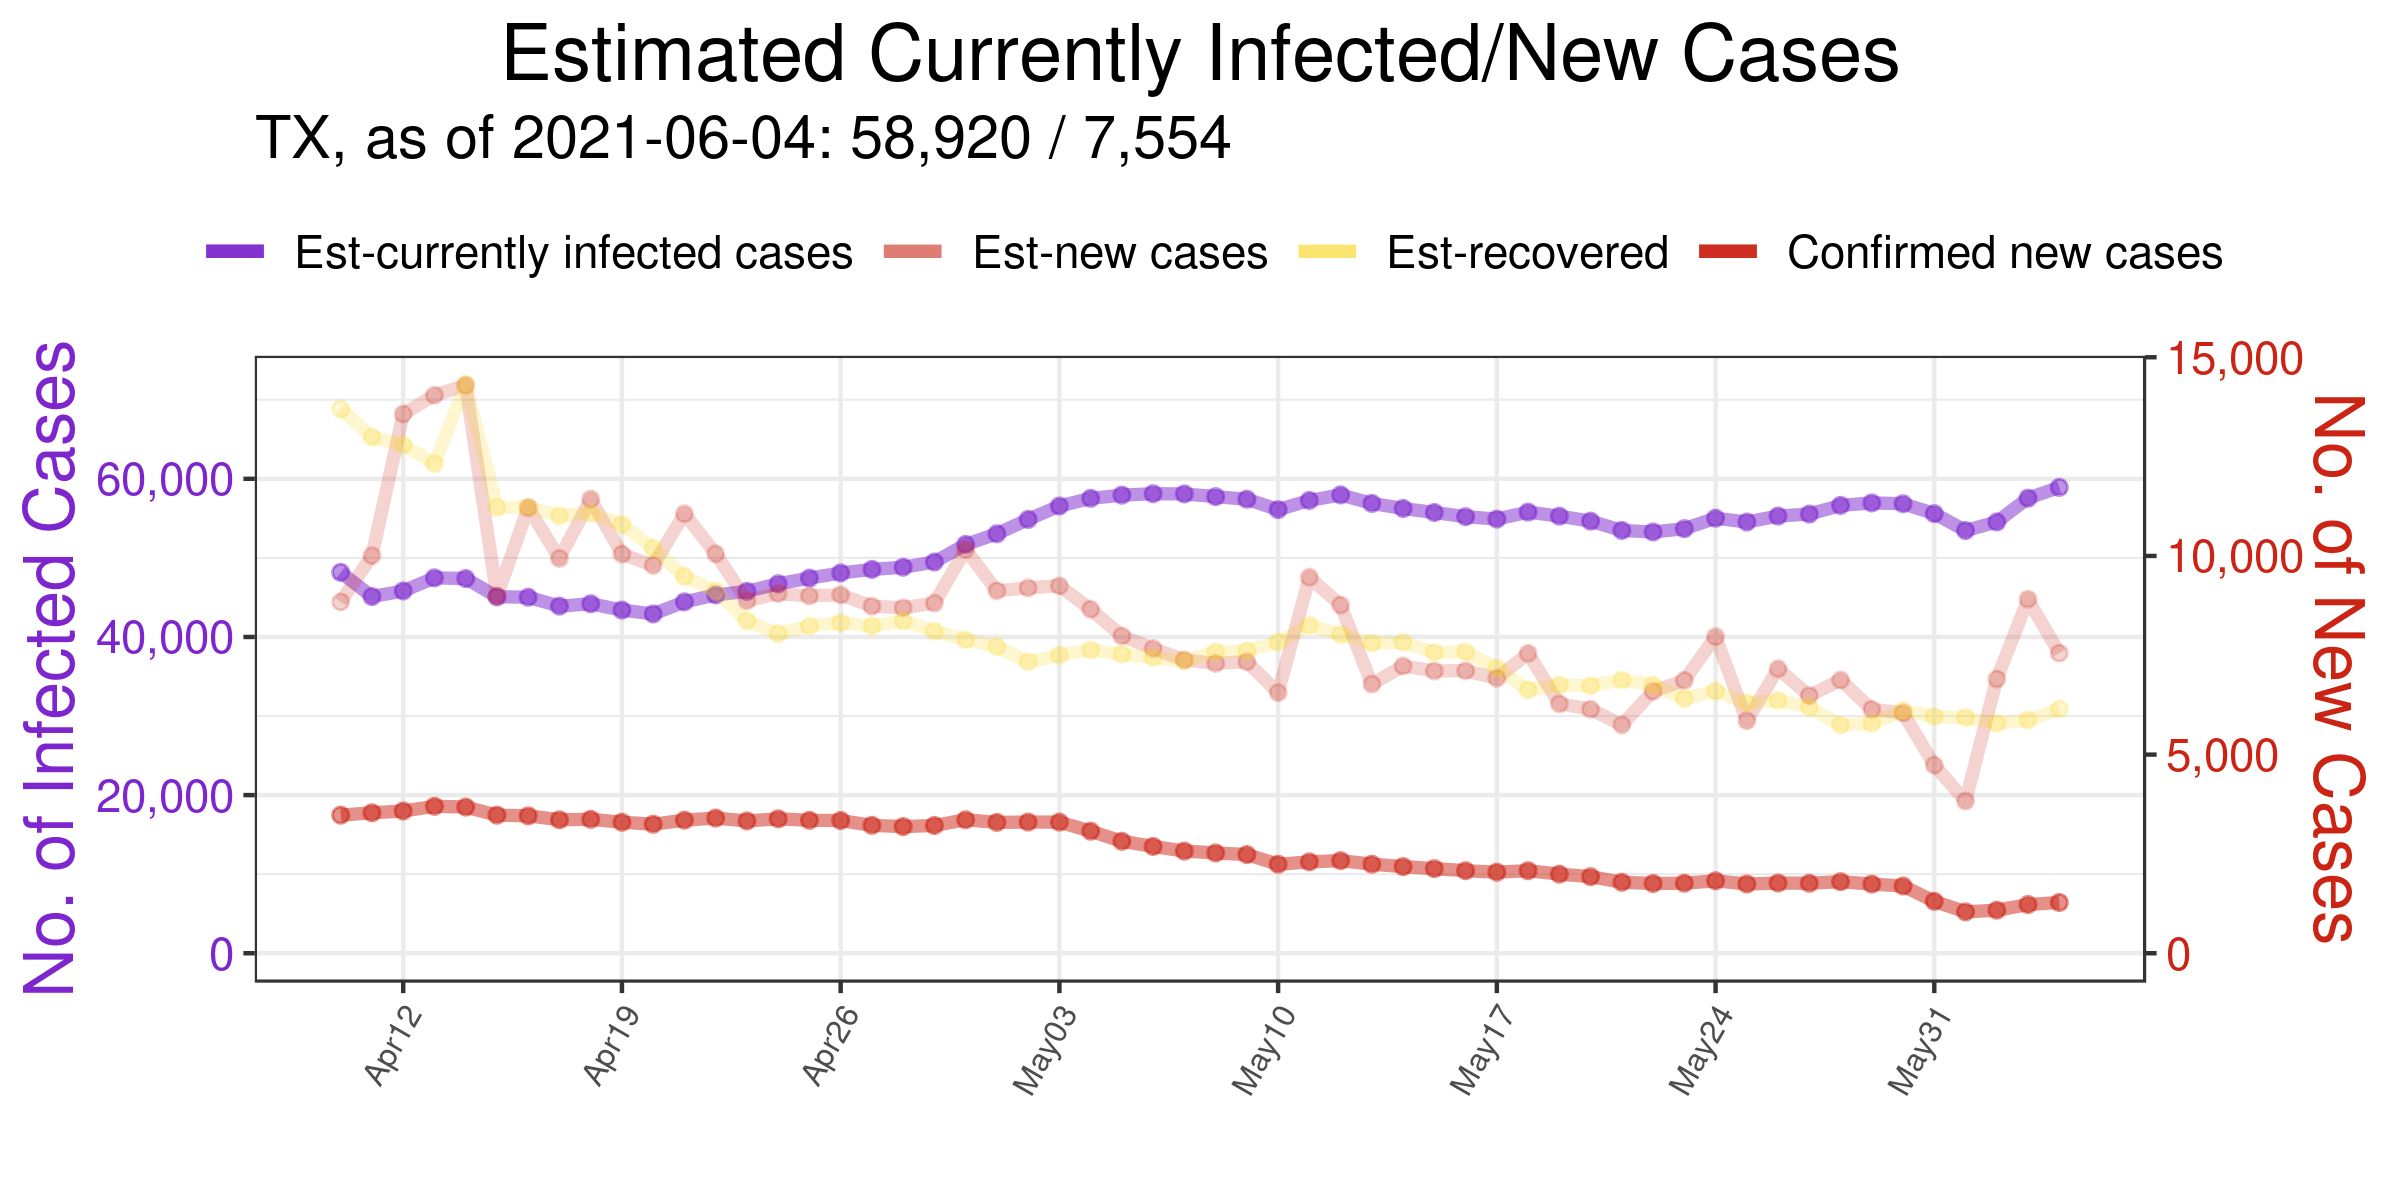 Estimated Currently Infected/New Cases
TX, as of 2021-06-04: 58,920 / 7,554
Est-currently infected cases Est-new cases Est-recovered Confirmed new cases
No. of Infected Cases
60,000
40,000
20,000
0
15,000
10,000
5,000
0
No. of New Cases
Apr12 Apr19 Apr26 May03 May10 May17 May24 May31